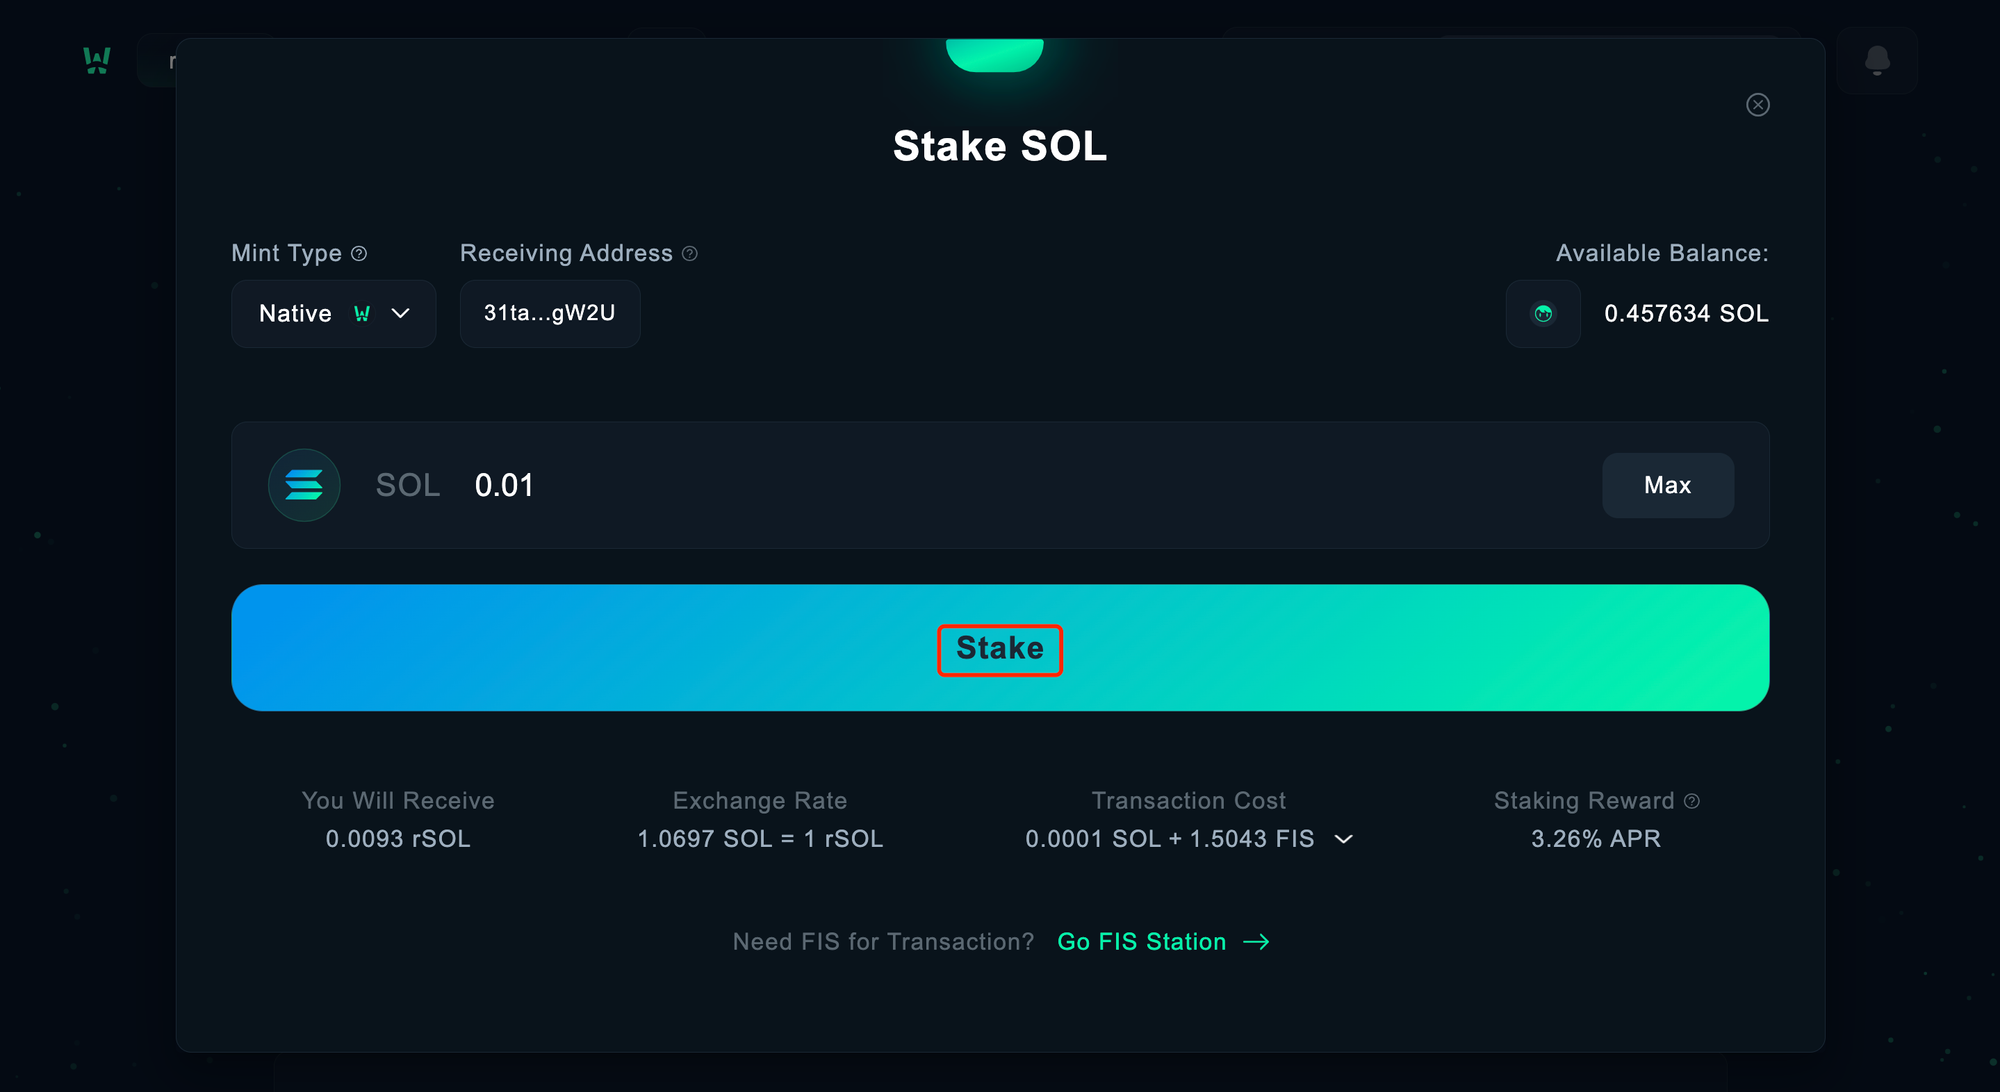 r
Stake SOL
Mint Type
Receiving Address
Available Balance:
Native
31ta...gW2U
0.457634 SOL
SOL 0.01
Max
Stake
You Will Receive
0.0093 rSOL
Exchange Rate
1.0697 SOL = 1 rSOL
Transaction Cost
0.0001 SOL + 1.5043 FIS
Staking Reward
3.26% APR
Need FIS for Transaction? Go FIS Station →